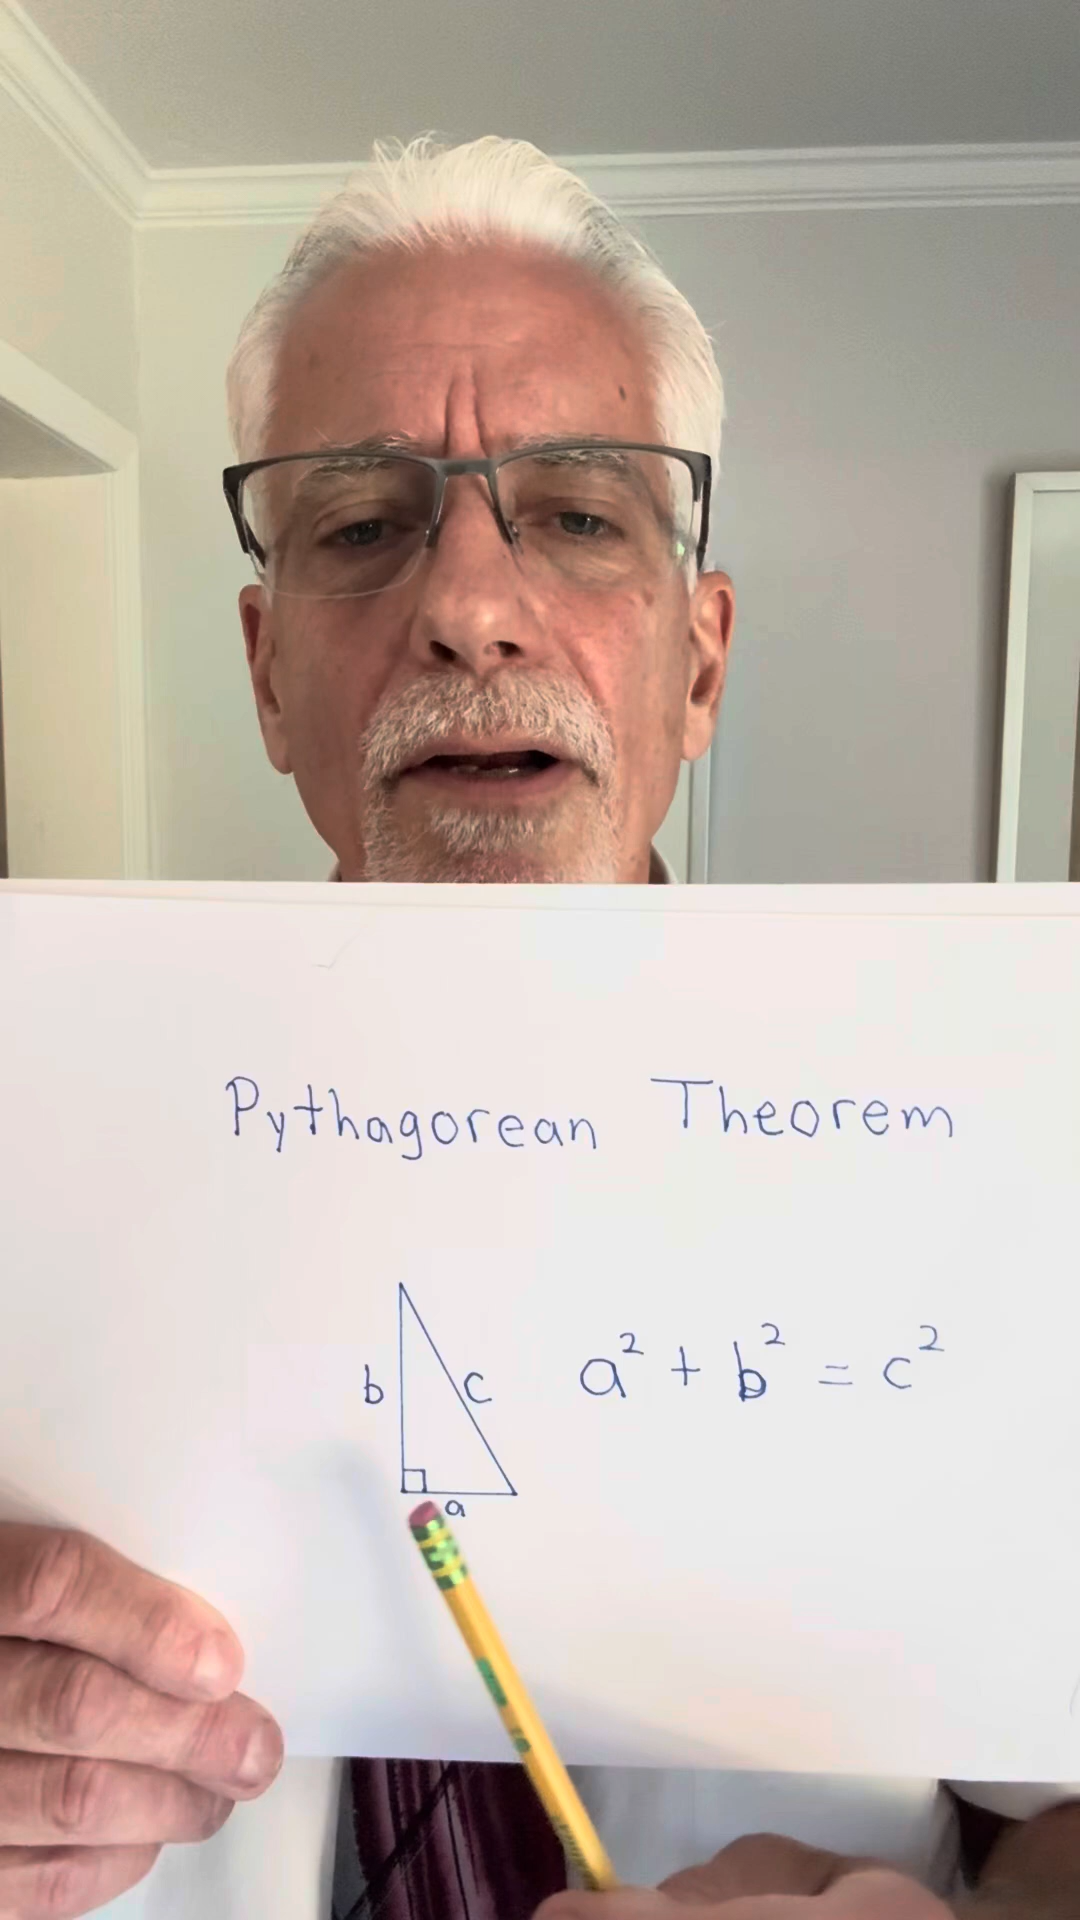 Pythagorean Theorem
b c a² + b² = c²
a